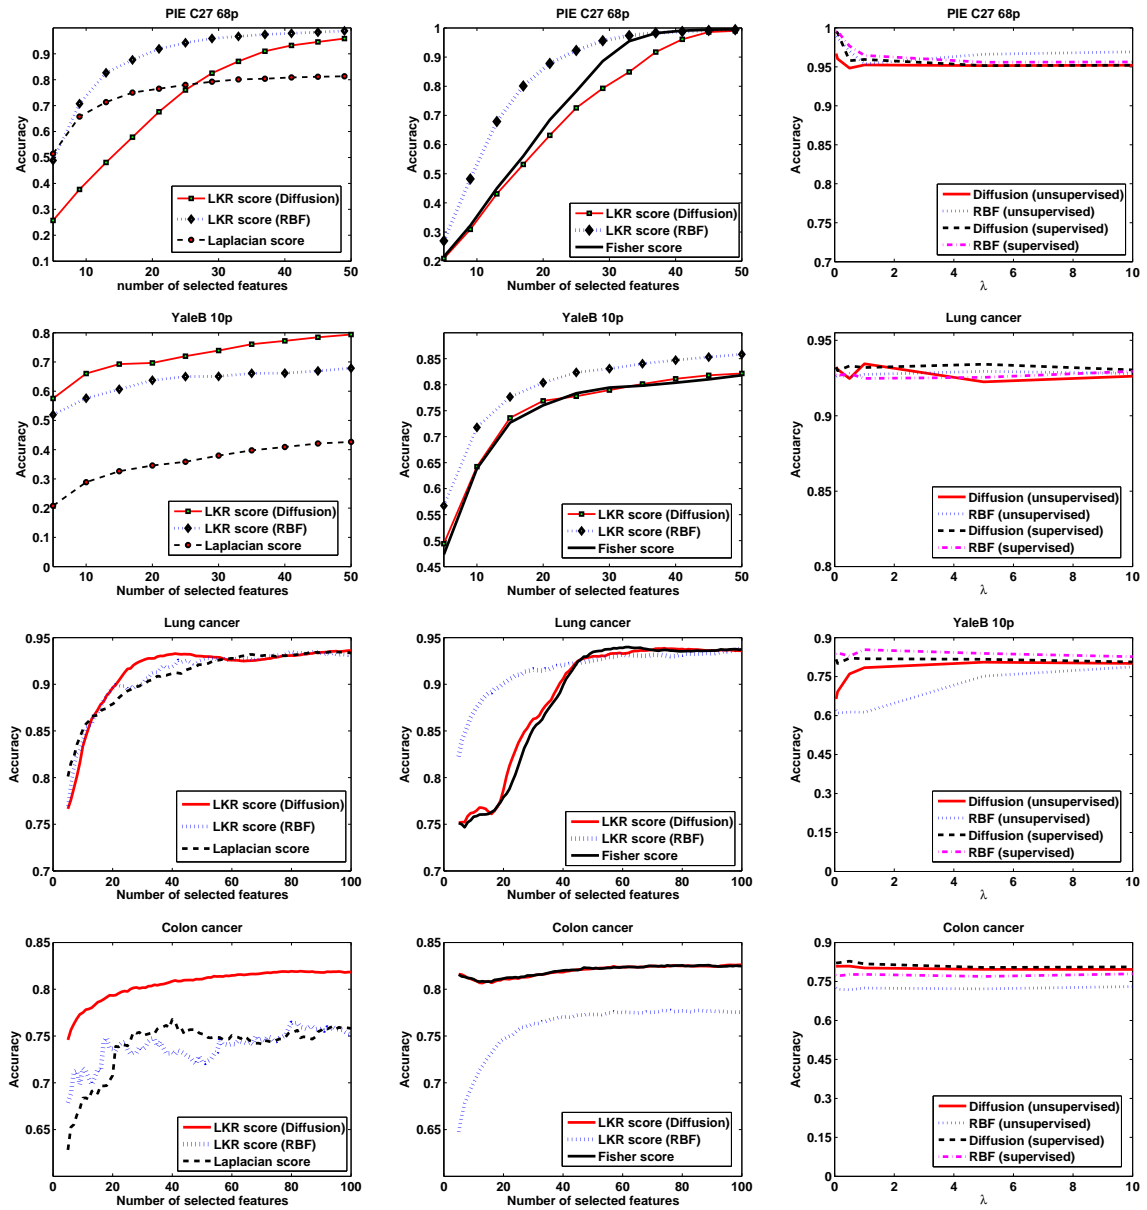 PIE C27 68p
Accuracy
0.9
0.8
0.7
0.6
0.5
0.4
0.3
0.2
0.1
10
20
30
40
50
number of selected features
LKR score (Diffusion)
LKR score (RBF)
Laplacian score
PIE C27 68p
Accuracy
1
0.9
0.8
0.7
0.6
0.5
0.4
0.3
0.2
10
20
30
40
50
Number of selected features
LKR score (Diffusion)
LKR score (RBF)
Fisher score
PIE C27 68p
Accuracy
1
0.95
0.9
0.85
0.8
0.75
0.7
0
2
4
6
8
10
λ
Diffusion (unsupervised)
RBF (unsupervised)
Diffusion (supervised)
RBF (supervised)
YaleB 10p
Accuracy
0.8
0.7
0.6
0.5
0.4
0.3
0.2
0.1
0
10
20
30
40
50
Number of selected features
LKR score (Diffusion)
LKR score (RBF)
Laplacian score
YaleB 10p
Accuracy
0.85
0.8
0.75
0.7
0.65
0.6
0.55
0.5
0.45
10
20
30
40
50
Number of selected features
LKR score (Diffusion)
LKR score (RBF)
Fisher score
Lung cancer
Accuarcy
0.95
0.9
0.85
0.8
0
2
4
6
8
10
λ
Diffusion (unsupervised)
RBF (unsupervised)
Diffusion (supervised)
RBF (supervised)
Lung cancer
Accuracy
0.95
0.9
0.85
0.8
0.75
0.7
0
20
40
60
80
100
Number of selected features
LKR score (Diffusion)
LKR score (RBF)
Laplacian score
Lung cancer
Accuracy
0.95
0.9
0.85
0.8
0.75
0.7
0
20
40
60
80
100
Number of selected features
LKR score (Diffusion)
LKR score (RBF)
Fisher score
YaleB 10p
Accuracy
0.9
0.75
0.6
0.45
0.3
0.15
0
0
2
4
6
8
10
λ
Diffusion (unsupervised)
RBF (unsupervised)
Diffusion (supervised)
RBF (supervised)
Colon cancer
Accuracy
0.85
0.8
0.75
0.7
0.65
0
20
40
60
80
100
Number of selected features
LKR score (Diffusion)
LKR score (RBF)
Laplacian score
Colon cancer
Accuracy
0.85
0.8
0.75
0.7
0.65
0
20
40
60
80
100
Number of selected features
LKR score (Diffusion)
LKR score (RBF)
Fisher score
Colon cancer
Accuracy
0.9
0.75
0.6
0.45
0.3
0.15
0
0
2
4
6
8
10
λ
Diffusion (unsupervised)
RBF (unsupervised)
Diffusion (supervised)
RBF (supervised)